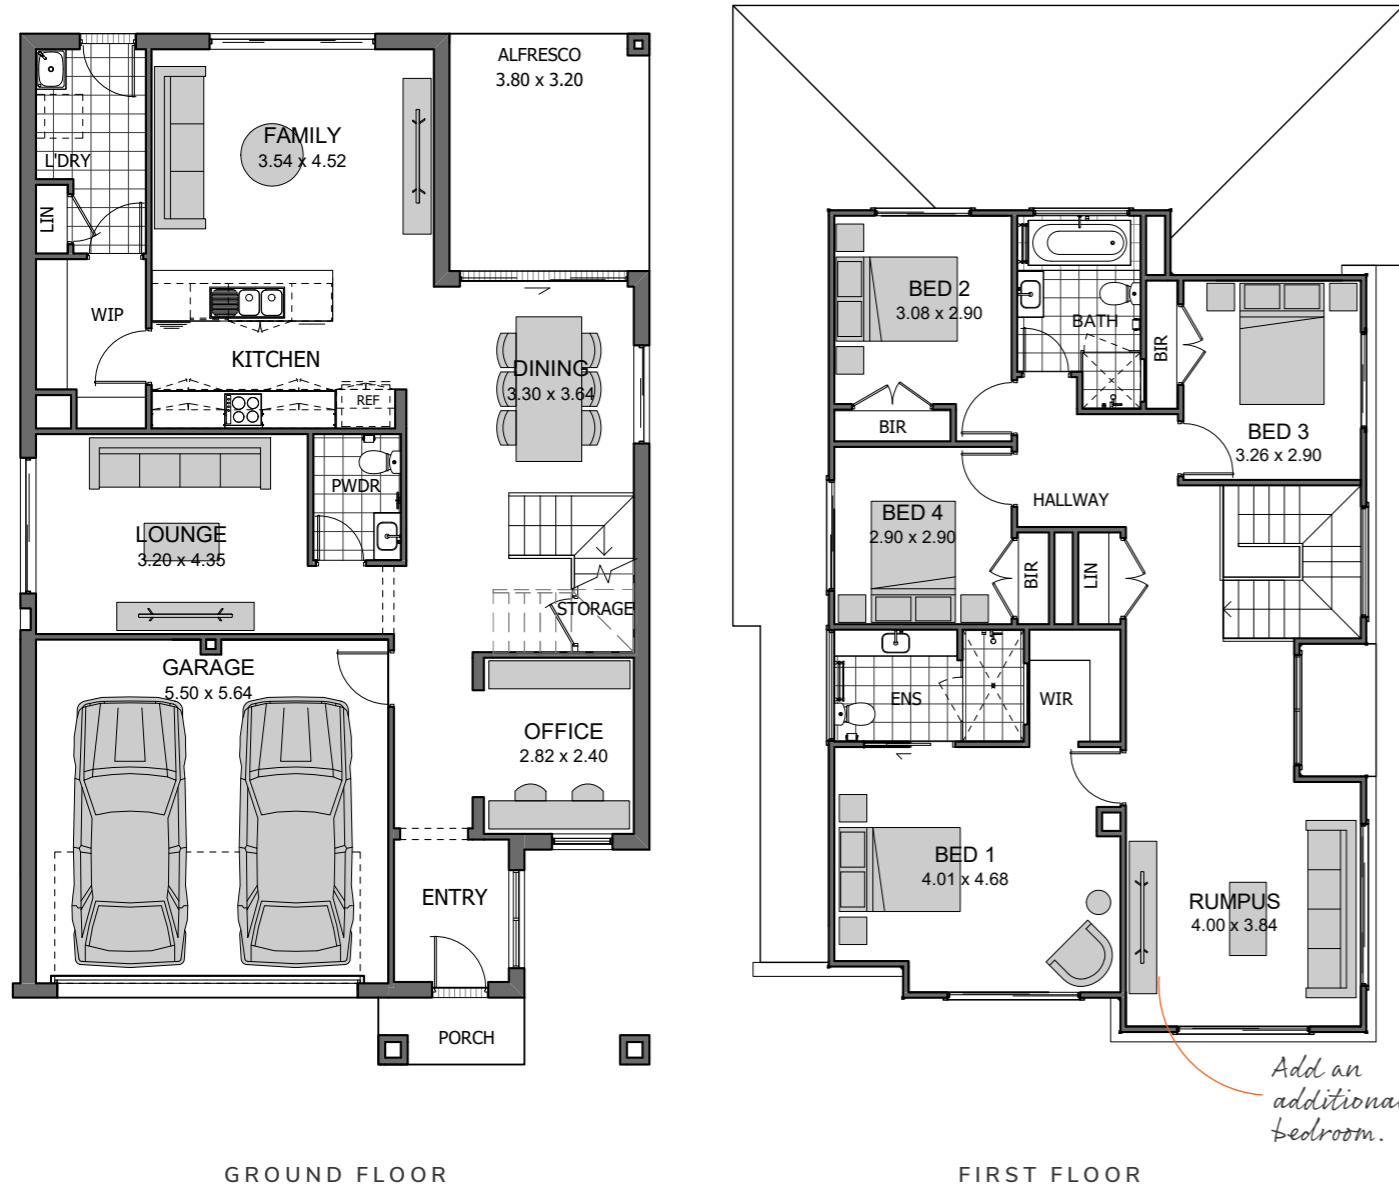 ALFRESCO
3.80 x 3.20
FAMILY
3.54 x 4.52
L'DRY
LIN
WIP
KITCHEN
REF
DINING
3.30 x 3.64
PWDR
LOUNGE
3.20 x 4.35
STORAGE
GARAGE
5.50 x 5.64
OFFICE
2.82 x 2.40
ENTRY
PORCH
GROUND FLOOR
BED 2
3.08 x 2.90
BATH
BIR
BIR
BED 3
3.26 x 2.90
HALLWAY
BED 4
2.90 x 2.90
BIR
LIN
ENS
WIR
BED 1
4.01 x 4.68
RUMPUS
4.00 x 3.84
Add an
additional
bedroom.
FIRST FLOOR